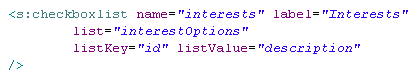 <s:checkboxlist name="interests" label="Interests"
list="interestOptions"
listKey="id" listValue="description"
/>